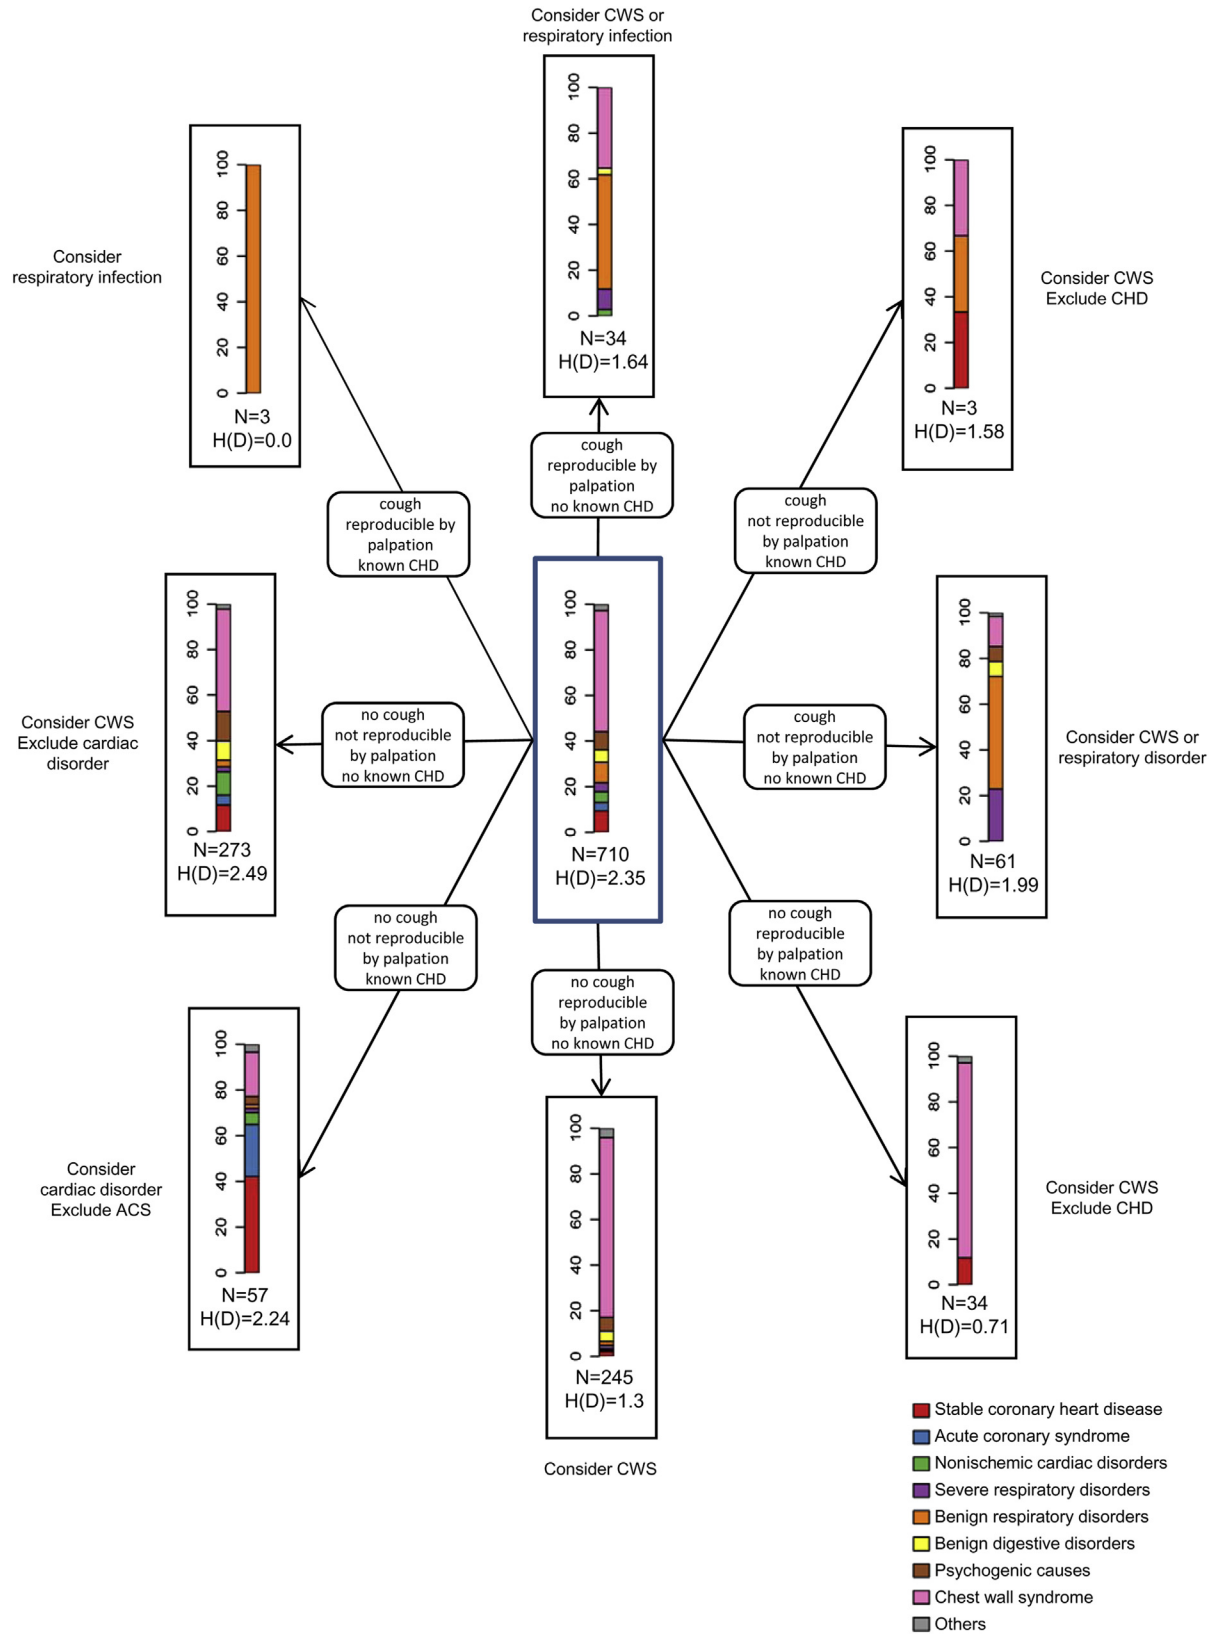 Consider CWS or
respiratory infection
100
80
60
40
20
0
N=34
H(D)=1.64
Consider
respiratory infection
100
80
60
40
20
0
N=3
H(D)=0.0
100
80
60
40
20
0
N=3
H(D)=1.58
Consider CWS
Exclude CHD
cough
reproducible by
palpation
known CHD
cough
reproducible by
palpation
no known CHD
cough
not reproducible
by palpation
known CHD
Consider CWS
Exclude cardiac
disorder
100
80
60
40
20
0
N=273
H(D)=2.49
no cough
not reproducible
by palpation
no known CHD
100
80
60
40
20
0
N=710
H(D)=2.35
cough
not reproducible
by palpation
no known CHD
100
80
60
40
20
0
N=61
H(D)=1.99
Consider CWS or
respiratory disorder
no cough
not reproducible
by palpation
known CHD
no cough
reproducible
by palpation
no known CHD
no cough
reproducible
by palpation
known CHD
Consider
cardiac disorder
Exclude ACS
100
80
60
40
20
0
N=57
H(D)=2.24
100
80
60
40
20
0
N=245
H(D)=1.3
Consider CWS
100
80
60
40
20
0
N=34
H(D)=0.71
Consider CWS
Exclude CHD
Stable coronary heart disease
Acute coronary syndrome
Nonischemic cardiac disorders
Severe respiratory disorders
Benign respiratory disorders
Benign digestive disorders
Psychogenic causes
Chest wall syndrome
Others